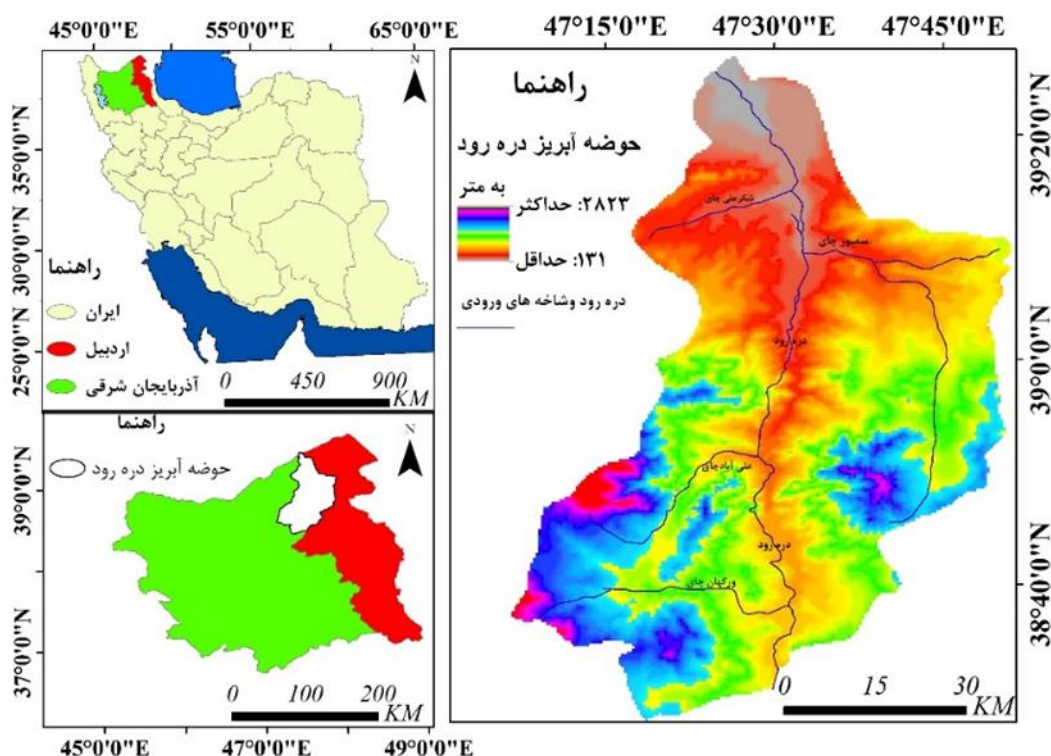 45°0'0"E 55°0'0"E 65°0'0"E
35°0'0"N
30°0'0"N
25°0'0"N
N
راهنما
ایران
اردبیل
آذربایجان شرقی
0 450 900
KM
راهنما
حوضه آبریز دره رود
N
39°0'0"N
37°0'0"N
0 100 200
KM
45°0'0"E 47°0'0"E 49°0'0"E
47°15'0"E 47°30'0"E 47°45'0"E
39°20'0"N
39°0'0"N
38°40'0"N
راهنما
حوضه آبریز دره رود
به متر
حداکثر :۲۸۲۳
حداقل :۱۳۱
دره رود وشاخه های ورودی
سمبور چای
دره رود
علی آباد چای
دره رود
ورگهان چای
0 15 30
KM